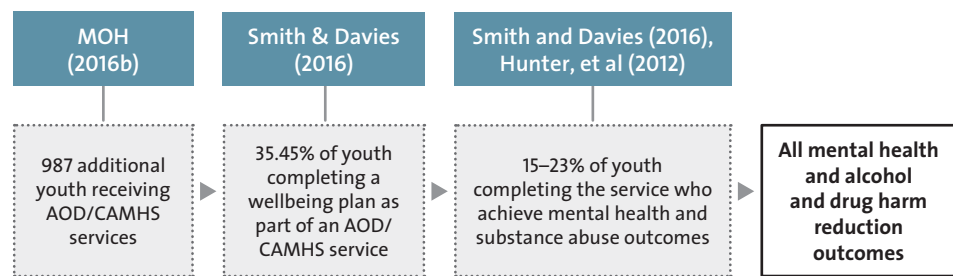 MOH
(2016b)
Smith & Davies
(2016)
Smith and Davies (2016),
Hunter, et al (2012)
987 additional
youth receiving
AOD/CAMHS
services
35.45% of youth
completing a
wellbeing plan as
part of an AOD/
CAMHS service
15–23% of youth
completing the service who
achieve mental health and
substance abuse outcomes
All mental health
and alcohol
and drug harm
reduction
outcomes